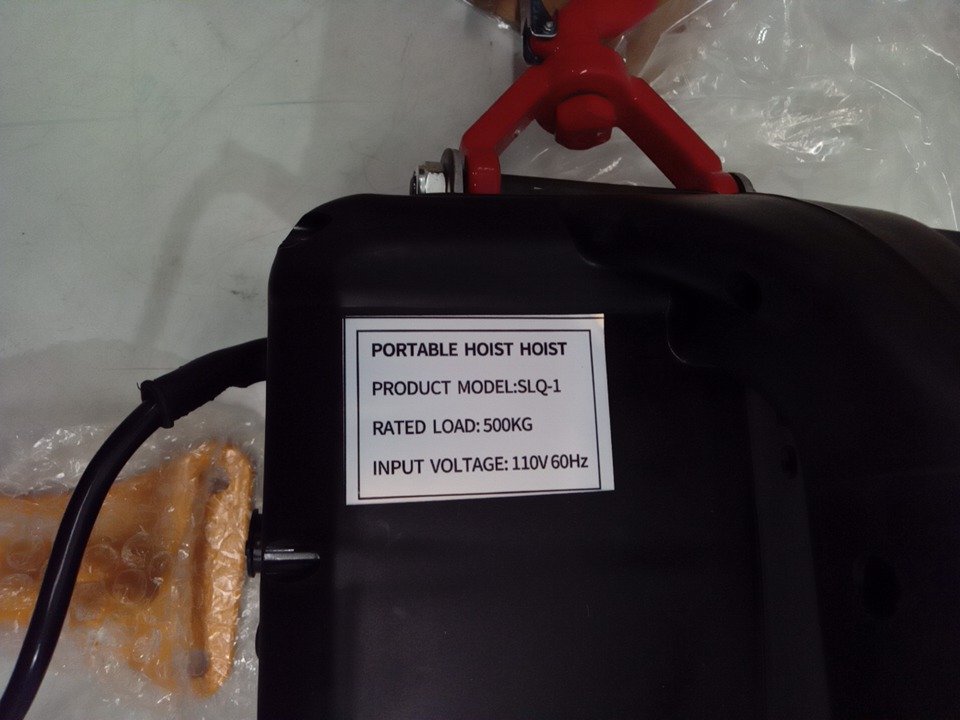 PORTABLE HOIST HOIST
PRODUCT MODEL:SLQ-1
RATED LOAD: 500KG
INPUT VOLTAGE: 110V 60Hz